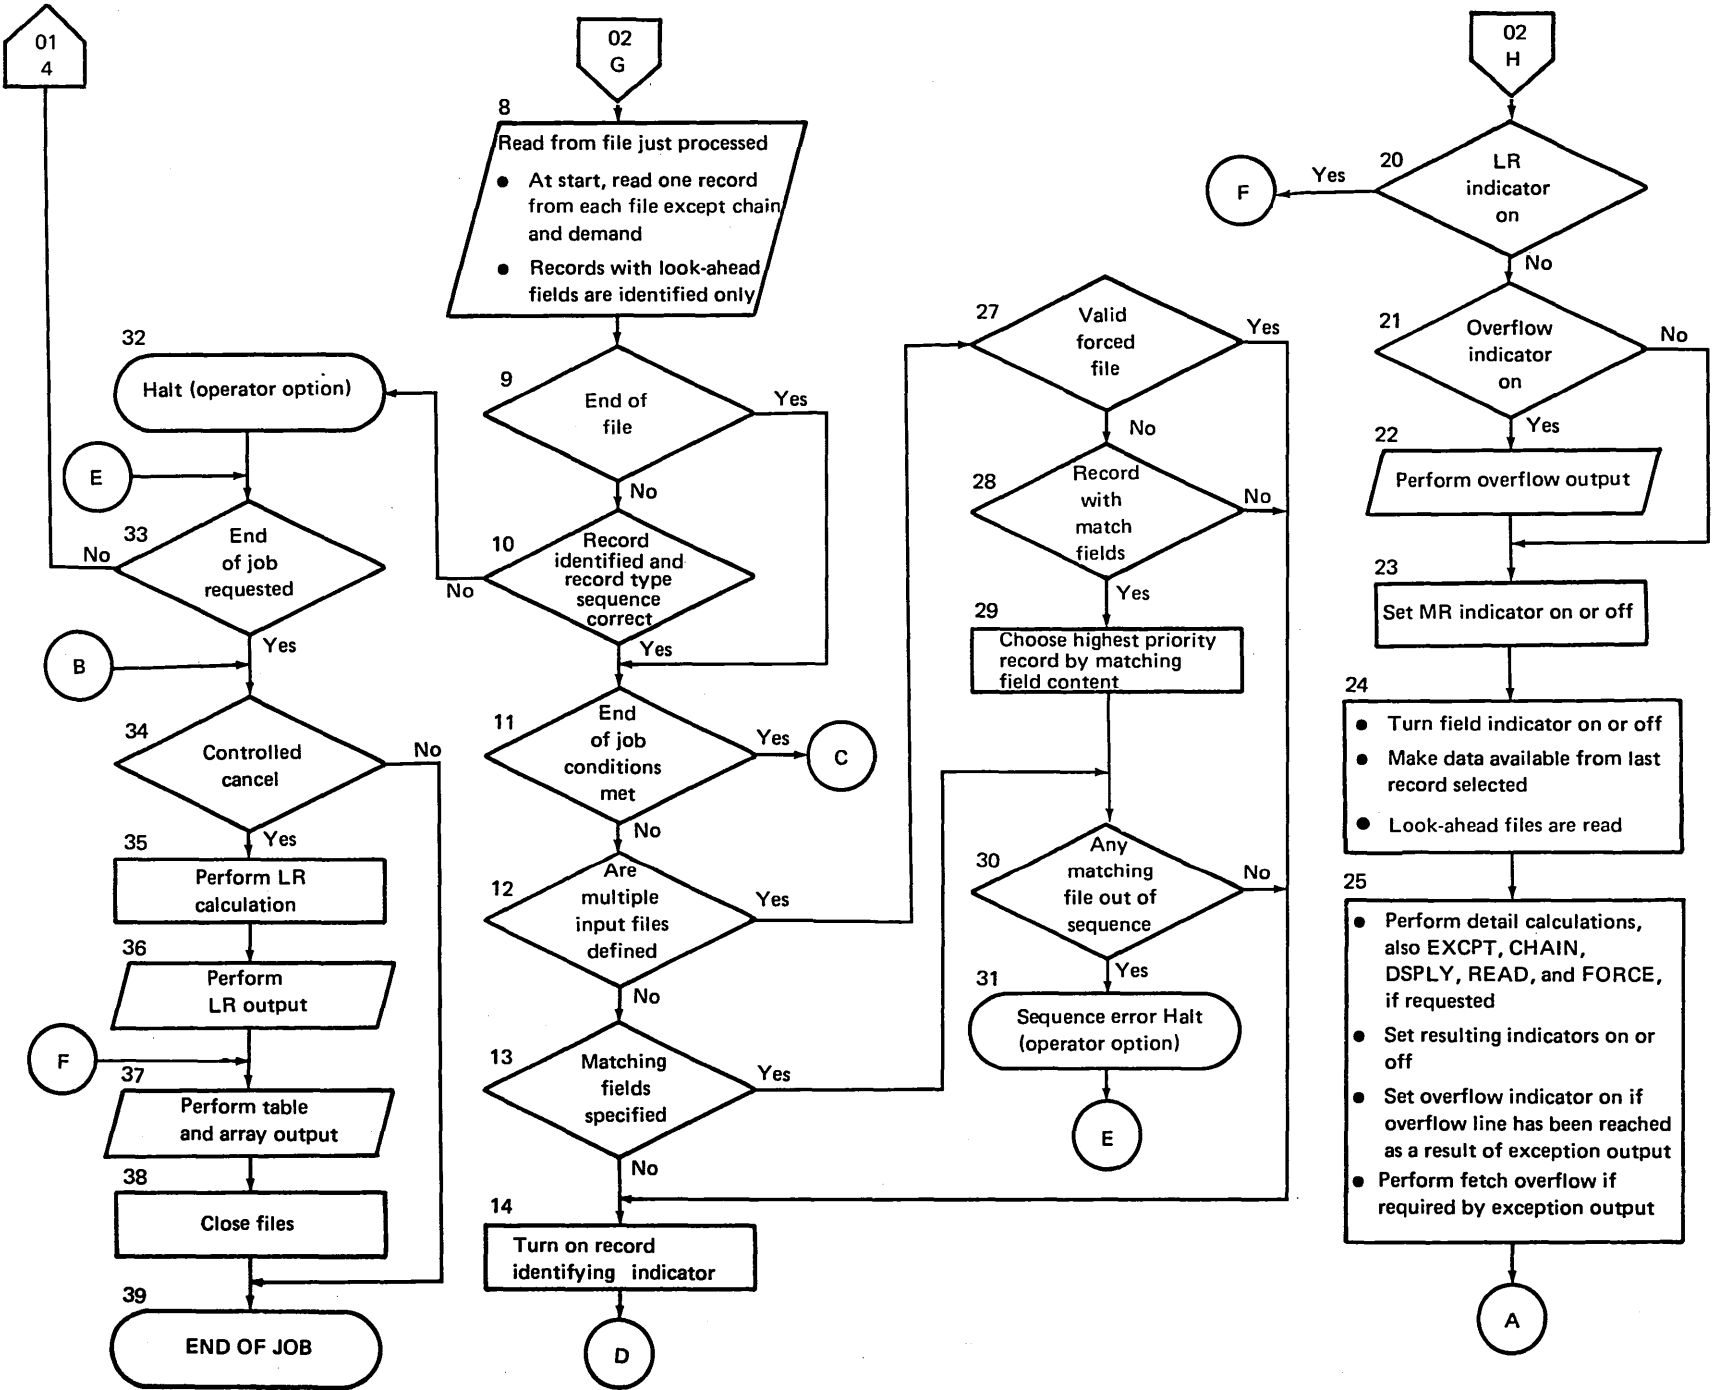 01
4
32
Halt (operator option)
E
33
End
of job
requested
No
Yes
B
34
Controlled
cancel
No
Yes
35
Perform LR
calculation
36
Perform
LR output
F
37
Perform table
and array output
38
Close files
39
END OF JOB
02
G
8
Read from file just processed
● At start, read one record
from each file except chain
and demand
● Records with look-ahead
fields are identified only
9
End of
file
Yes
No
10
Record
identified and
record type
sequence
correct
No
Yes
11
End
of job
conditions
met
Yes
C
No
12
Are
multiple
input files
defined
Yes
No
13
Matching
fields
specified
Yes
No
14
Turn on record
identifying indicator
D
27
Valid
forced
file
Yes
No
28
Record
with
match
fields
No
Yes
29
Choose highest priority
record by matching
field content
30
Any
matching
file out of
sequence
No
Yes
31
Sequence error Halt
(operator option)
E
02
H
20
LR
indicator
on
Yes
F
No
21
Overflow
indicator
on
No
Yes
22
Perform overflow output
23
Set MR indicator on or off
24
● Turn field indicator on or off
● Make data available from last
record selected
● Look-ahead files are read
25
● Perform detail calculations,
also EXCPT, CHAIN,
DSPLY, READ, and FORCE,
if requested
● Set resulting indicators on or
off
● Set overflow indicator on if
overflow line has been reached
as a result of exception output
● Perform fetch overflow if
required by exception output
A